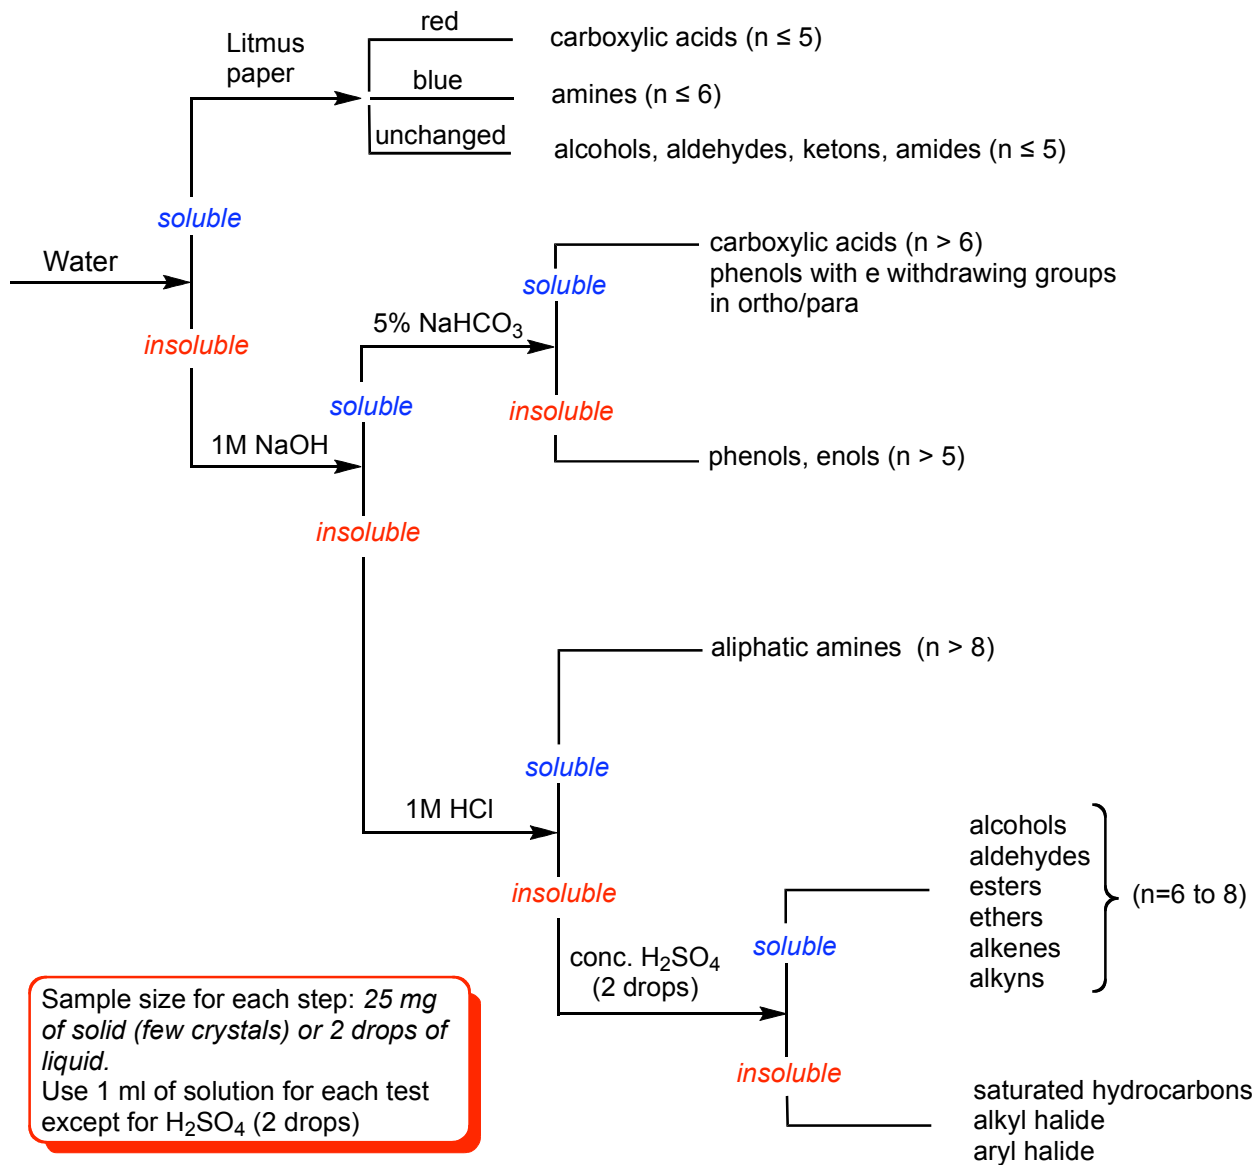 Litmus
paper
red
carboxylic acids (n ≤ 5)
blue
amines (n ≤ 6)
unchanged
alcohols, aldehydes, ketons, amides (n ≤ 5)
soluble
Water
insoluble
5% NaHCO₃
soluble
carboxylic acids (n > 6)
phenols with e withdrawing groups
in ortho/para
soluble
insoluble
1M NaOH
phenols, enols (n > 5)
insoluble
aliphatic amines (n > 8)
soluble
1M HCl
insoluble
alcohols
aldehydes
esters
ethers
alkenes
alkyns
(n=6 to 8)
soluble
conc. H₂SO₄
(2 drops)
insoluble
saturated hydrocarbons
alkyl halide
aryl halide
Sample size for each step: 25 mg
of solid (few crystals) or 2 drops of
liquid.
Use 1 ml of solution for each test
except for H₂SO₄ (2 drops)